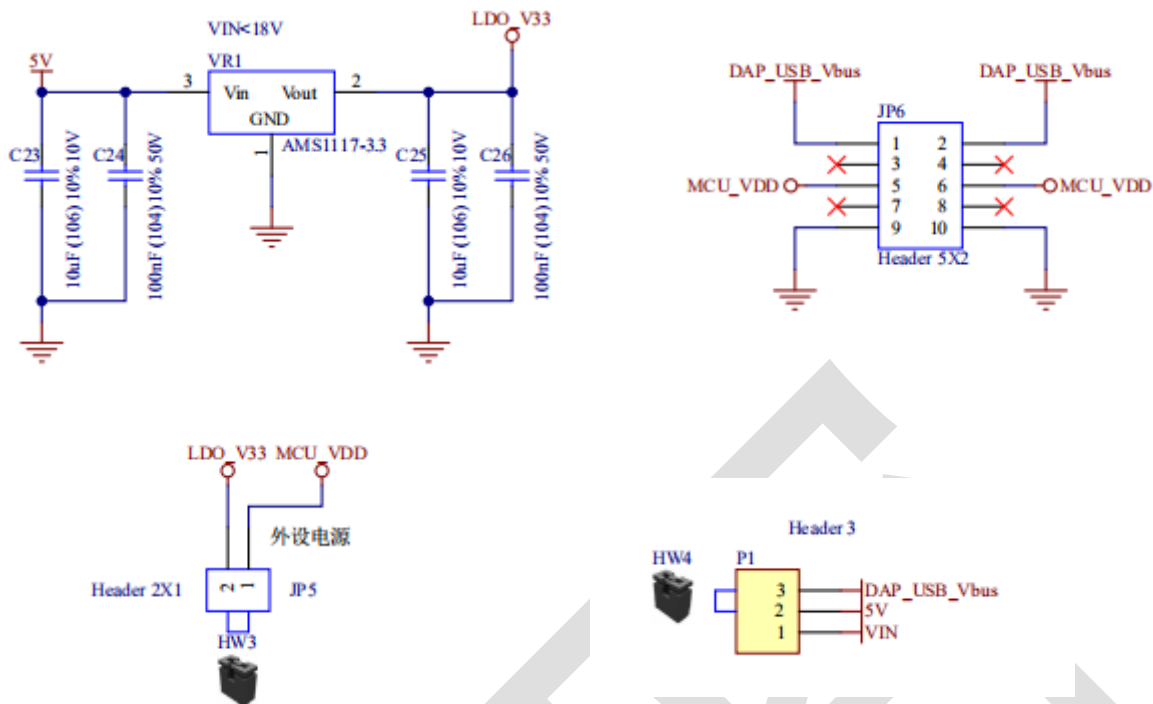 VIN<18V
LDO_V33
5V
VR1
3
Vin
Vout
2
GND
1
AMS1117-3.3
C23
10uF (106) 10% 10V
C24
100nF (104) 10% 50V
C25
10uF (106) 10% 10V
C26
100nF (104) 10% 50V
DAP_USB_Vbus
DAP_USB_Vbus
JP6
1 2
3 4
MCU_VDD
5 6
MCU_VDD
7 8
9 10
Header 5X2
LDO_V33 MCU_VDD
外设电源
Header 2X1
2 1
JP5
HW3
Header 3
HW4
P1
3 DAP_USB_Vbus
2 5V
1 VIN